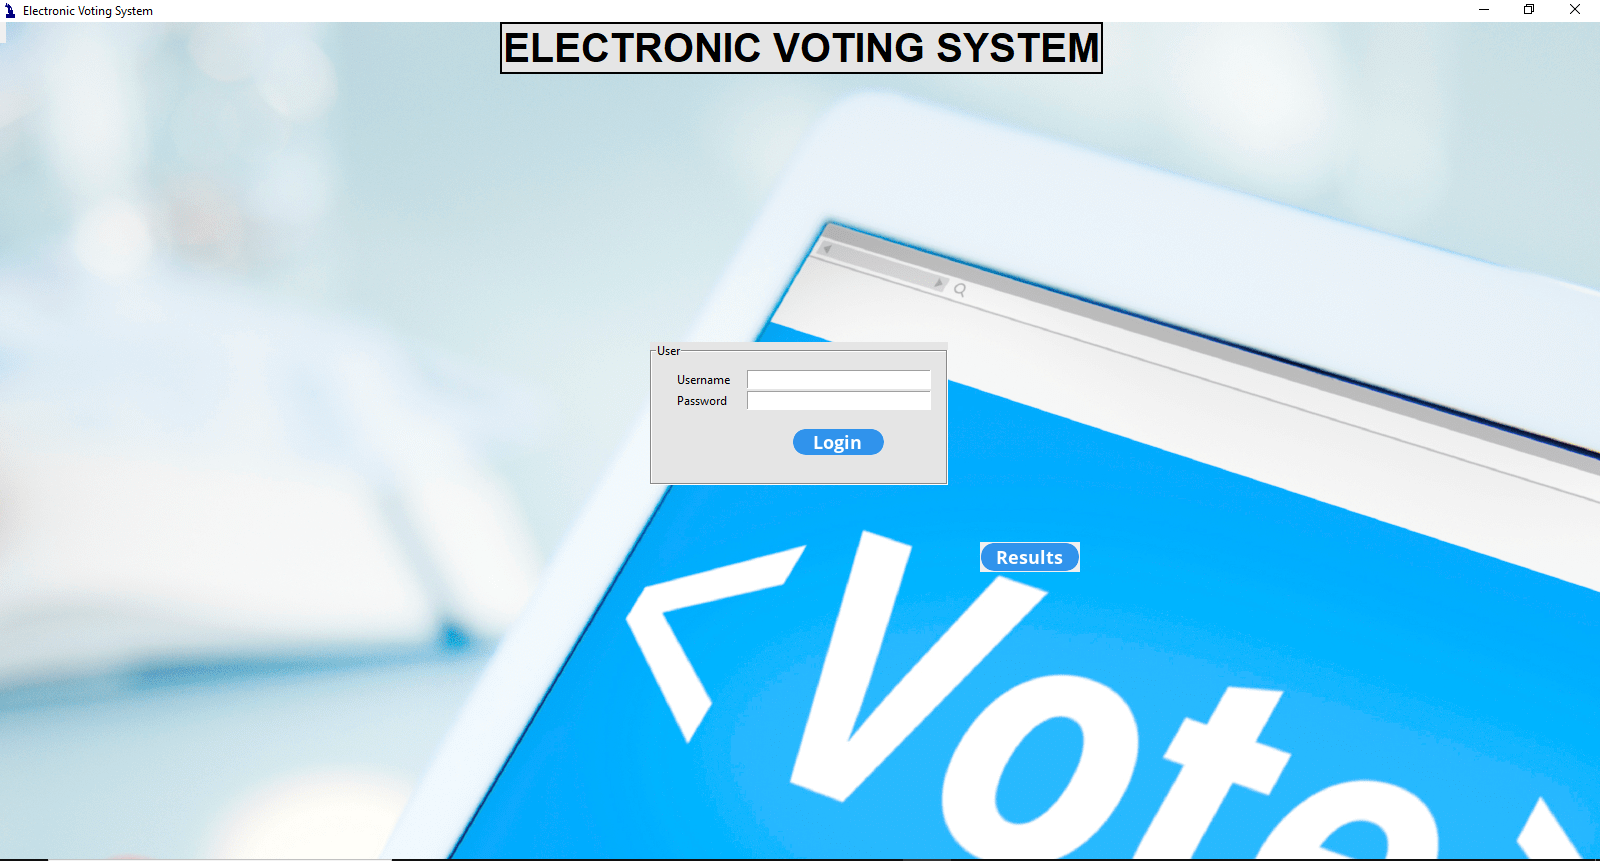 Electronic Voting System
ELECTRONIC VOTING SYSTEM
User
Username
Password
Login
Results
<Vote>